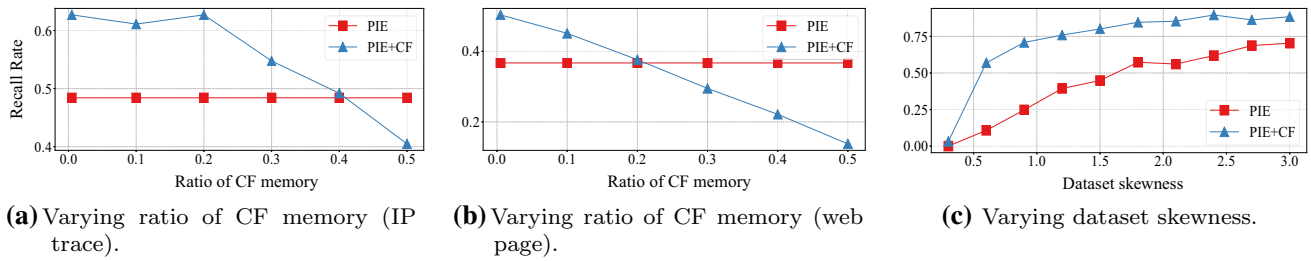 Recall Rate
0.6
0.5
0.4
PIE
PIE+CF
0.0 0.1 0.2 0.3 0.4 0.5
Ratio of CF memory
(a) Varying ratio of CF memory (IP
trace).
0.4
0.2
PIE
PIE+CF
0.0 0.1 0.2 0.3 0.4 0.5
Ratio of CF memory
(b) Varying ratio of CF memory (web
page).
0.75
0.50
0.25
0.00
PIE
PIE+CF
0.5 1.0 1.5 2.0 2.5 3.0
Dataset skewness
(c) Varying dataset skewness.